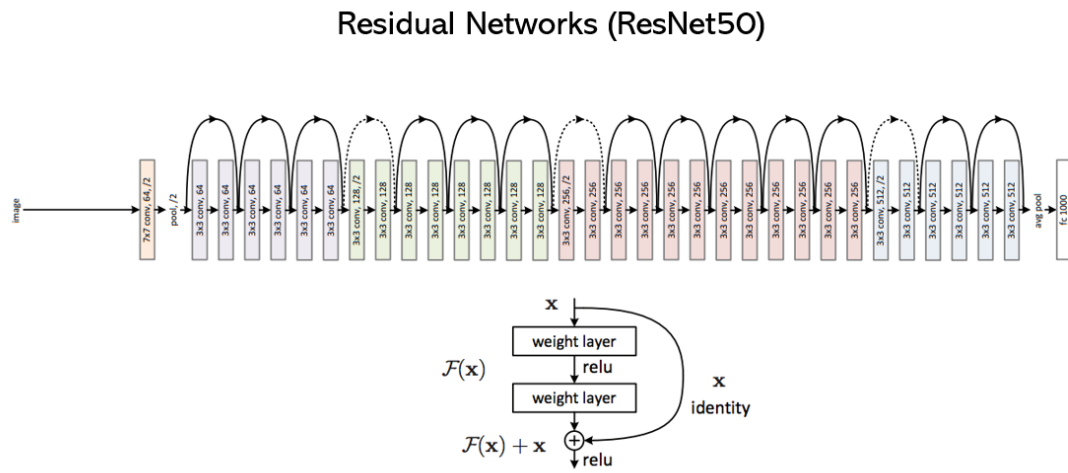 Residual Networks (ResNet50)
image
7x7 conv, 64, /2
pool, /2
3x3 conv, 64
3x3 conv, 64
3x3 conv, 64
3x3 conv, 64
3x3 conv, 64
3x3 conv, 64
3x3 conv, 128, /2
3x3 conv, 128
3x3 conv, 128
3x3 conv, 128
3x3 conv, 128
3x3 conv, 128
3x3 conv, 128
3x3 conv, 128
3x3 conv, 256, /2
3x3 conv, 256
3x3 conv, 256
3x3 conv, 256
3x3 conv, 256
3x3 conv, 256
3x3 conv, 256
3x3 conv, 256
3x3 conv, 256
3x3 conv, 256
3x3 conv, 256
3x3 conv, 256
3x3 conv, 512, /2
3x3 conv, 512
3x3 conv, 512
3x3 conv, 512
3x3 conv, 512
3x3 conv, 512
avg pool
fc 1000
x
weight layer
relu
F(x)
weight layer
x
identity
F(x) + x
+
relu